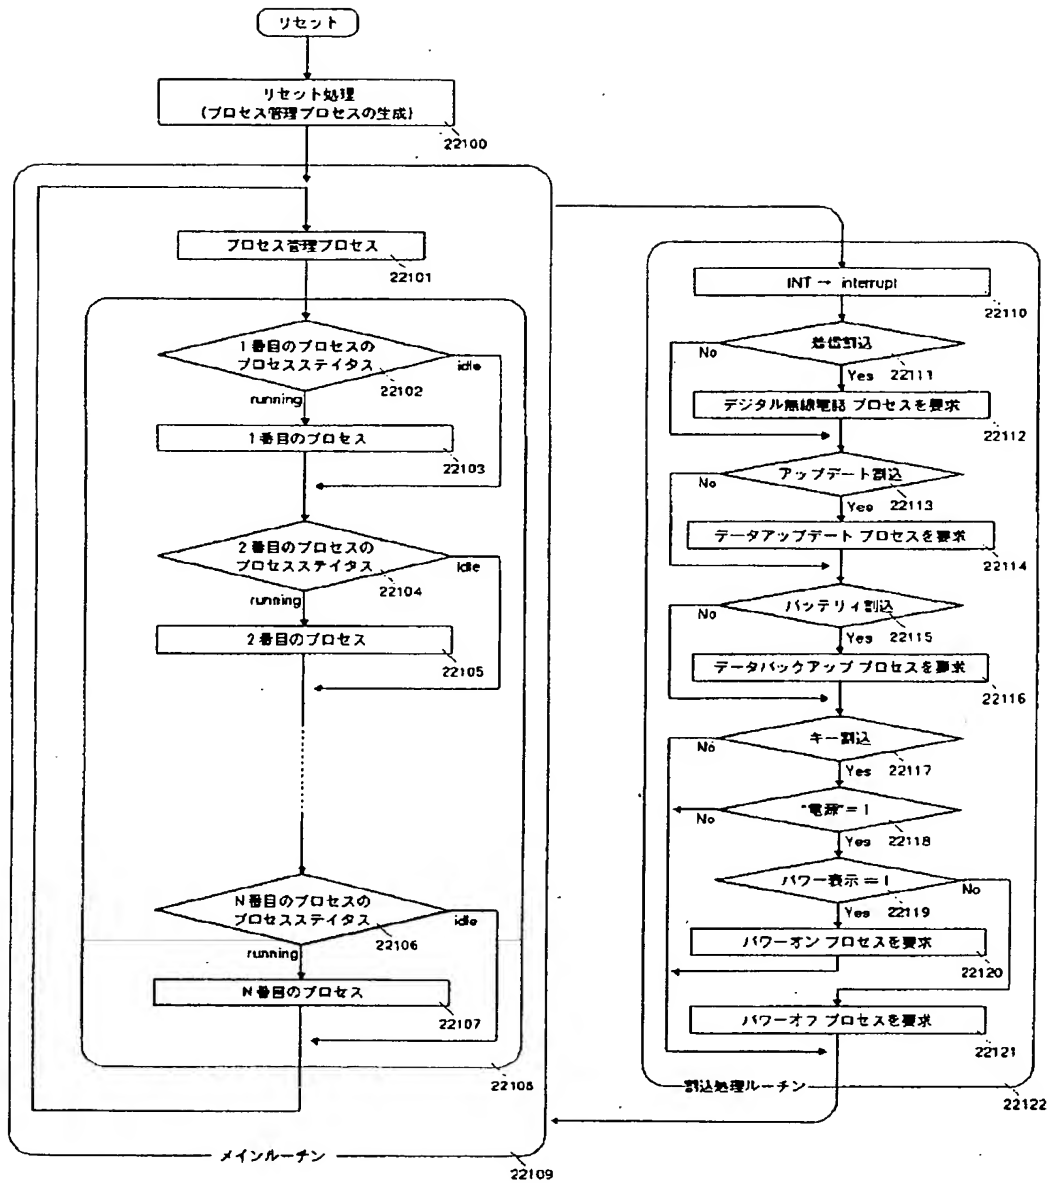 リセット
リセット処理
(プロセス管理プロセスの生成)
22100
プロセス管理プロセス
22101
1番目のプロセスの
プロセスステイタス
22102
idle
running
1番目のプロセス
22103
2番目のプロセスの
プロセスステイタス
22104
idle
running
2番目のプロセス
22105
N番目のプロセスの
プロセスステイタス
22106
idle
running
N番目のプロセス
22107
22108
メインルーチン
22109
INT → interrupt
22110
着信割込
22111
No
Yes
デジタル無線電話 プロセスを要求
22112
アップデート割込
22113
No
Yes
データアップデート プロセスを要求
22114
バッテリィ割込
22115
No
Yes
データバックアップ プロセスを要求
22116
キー割込
22117
No
Yes
"電源"= 1
22118
No
Yes
パワー表示 = 1
22119
No
Yes
パワーオン プロセスを要求
22120
パワーオフ プロセスを要求
22121
割込処理ルーチン
22122